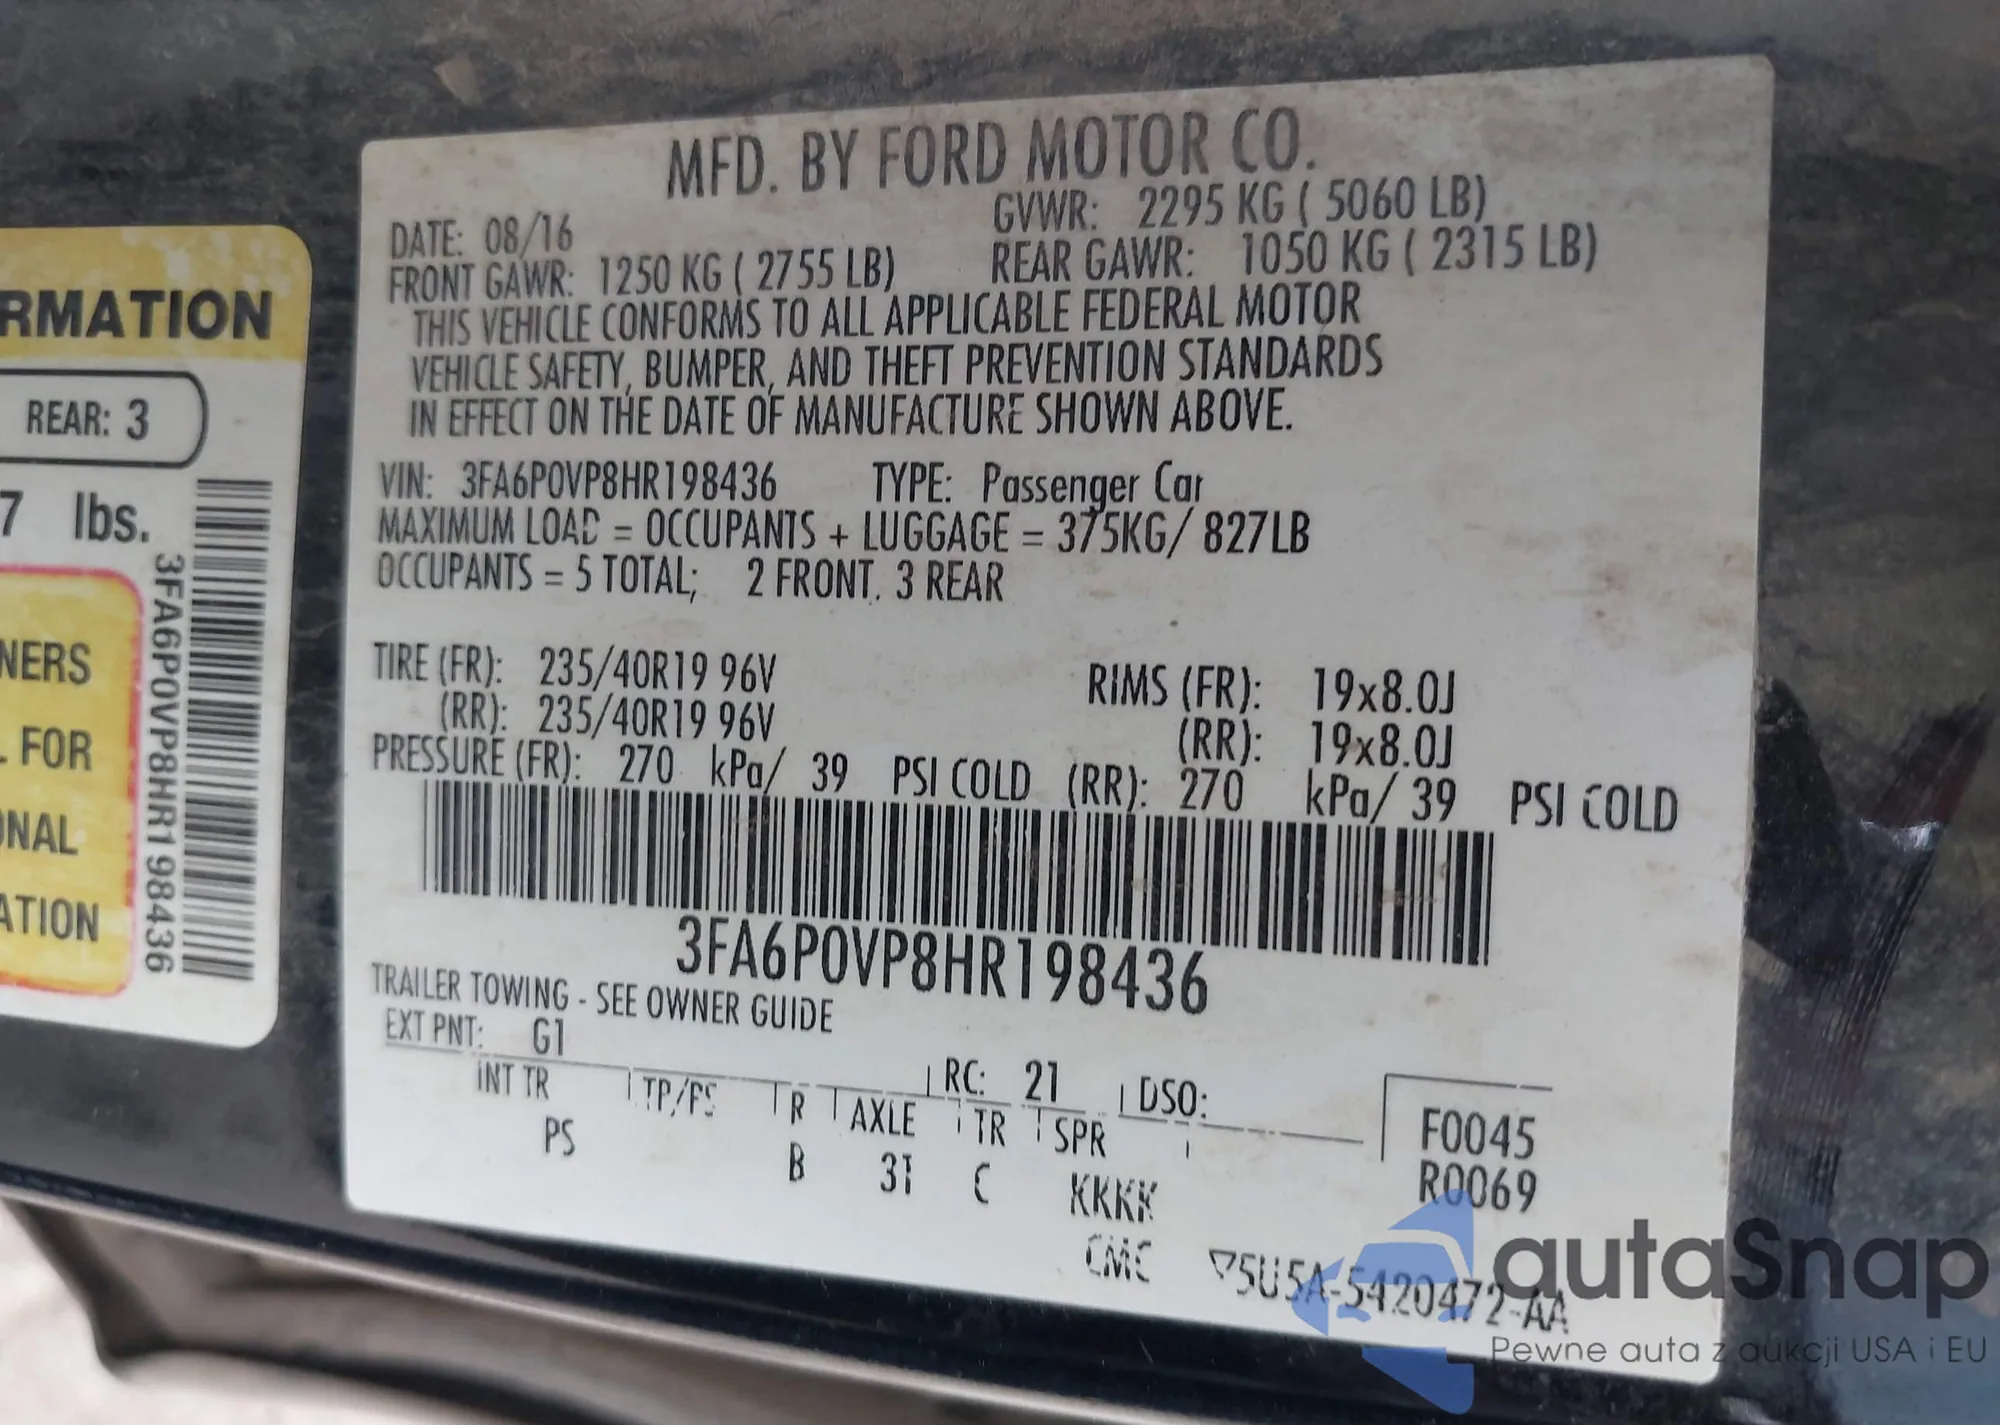 RMATION
REAR: 3
7 lbs.
NERS
FOR
ONAL
ATION
3FA6P0VP8HR198436
MFD. BY FORD MOTOR CO.
DATE: 08/16 GVWR: 2295 KG ( 5060 LB)
FRONT GAWR: 1250 KG ( 2755 LB) REAR GAWR: 1050 KG ( 2315 LB)
THIS VEHICLE CONFORMS TO ALL APPLICABLE FEDERAL MOTOR
VEHICLE SAFETY, BUMPER, AND THEFT PREVENTION STANDARDS
IN EFFECT ON THE DATE OF MANUFACTURE SHOWN ABOVE.
VIN: 3FA6P0VP8HR198436 TYPE: Passenger Car
MAXIMUM LOAD = OCCUPANTS + LUGGAGE = 375KG/ 827LB
OCCUPANTS = 5 TOTAL; 2 FRONT, 3 REAR
TIRE (FR): 235/40R19 96V RIMS (FR): 19x8.0J
(RR): 235/40R19 96V (RR): 19x8.0J
PRESSURE (FR): 270 kPa/ 39 PSI COLD (RR): 270 kPa/ 39 PSI COLD
3FA6P0VP8HR198436
TRAILER TOWING - SEE OWNER GUIDE
EXT PNT: G1 RC: 21 DSO:
INT TR TP/PS R AXLE TR SPR F0045
PS B 3T C KKKK R0069
CMC 5U5A-5420472-AA
autaSnap
Pewne auta z aukcji USA i EU